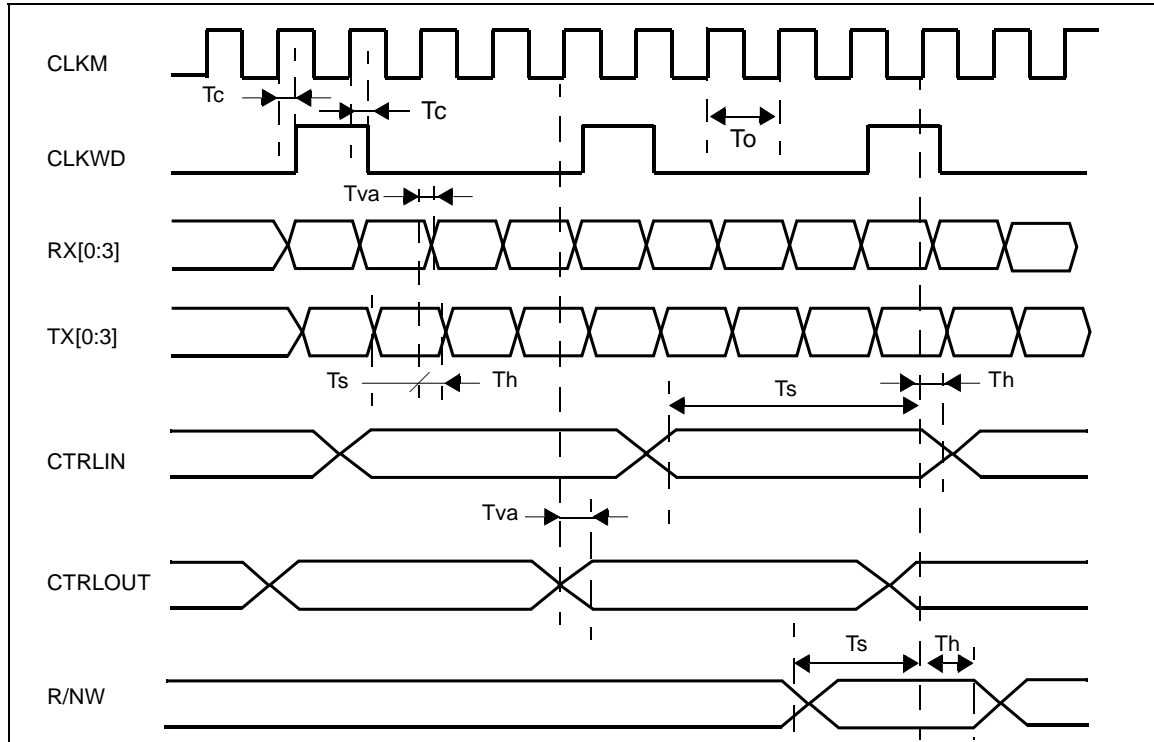 CLKM
Tc
Tc
To
CLKWD
Tva
RX[0:3]
TX[0:3]
Ts
Th
Ts
Th
CTRLIN
Tva
CTRLOUT
Ts
Th
R/NW